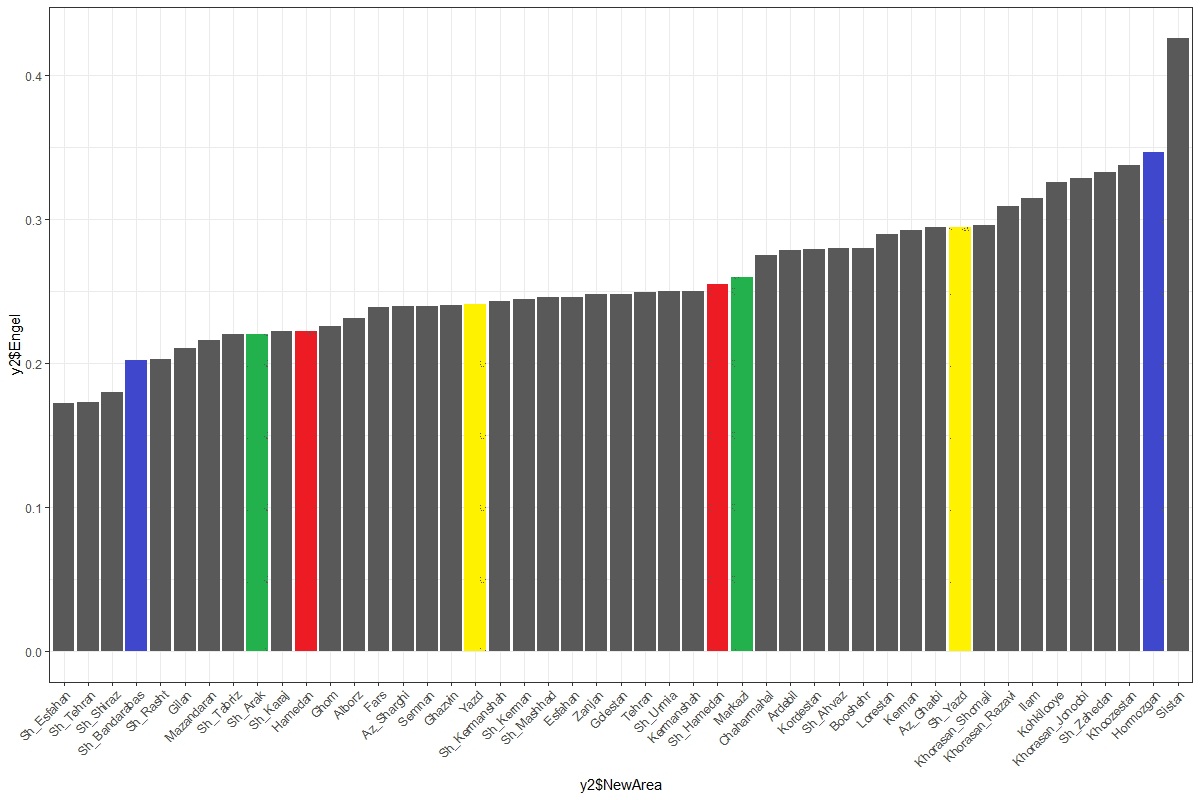 y2$Engel
0.4
0.3
0.2
0.1
0.0
Sh_Esfahan
Sh_Tehran
Sh_Shiraz
Sh_Bandarabas
Sh_Rasht
Gilan
Mazandaran
Sh_Tabriz
Sh_Arak
Sh_Karaj
Hamedan
Ghom
Alborz
Fars
Az_Sharghi
Semnan
Ghazvin
Yazd
Sh_Kermanshah
Sh_Kerman
Sh_Mashhad
Esfahan
Zanjan
Golestan
Tehran
Sh_Urmia
Kermanshah
Sh_Hamedan
Markazi
Chaharmahal
Ardebil
Kordestan
Sh_Ahvaz
Booshehr
Lorestan
Kerman
Az_Gharbi
Sh_Yazd
Khorasan_Shomali
Khorasan_Razavi
Ilam
Kohkilooye
Khorasan_Jonoobi
Sh_Zahedan
Khoozestan
Hormozgan
Sistan
y2$NewArea